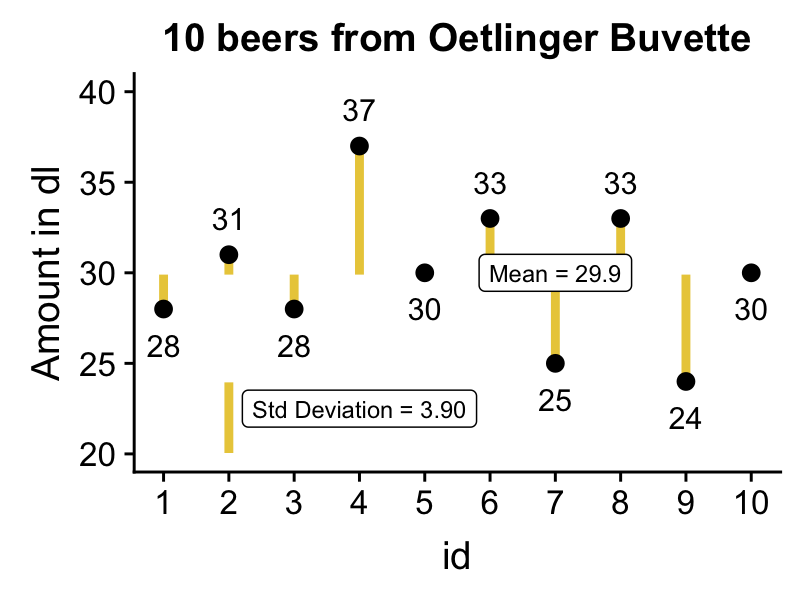 10 beers from Oetlinger Buvette
Amount in dl
40
35
30
25
20
28
31
28
37
30
33
25
33
24
30
Mean = 29.9
Std Deviation = 3.90
1 2 3 4 5 6 7 8 9 10
id